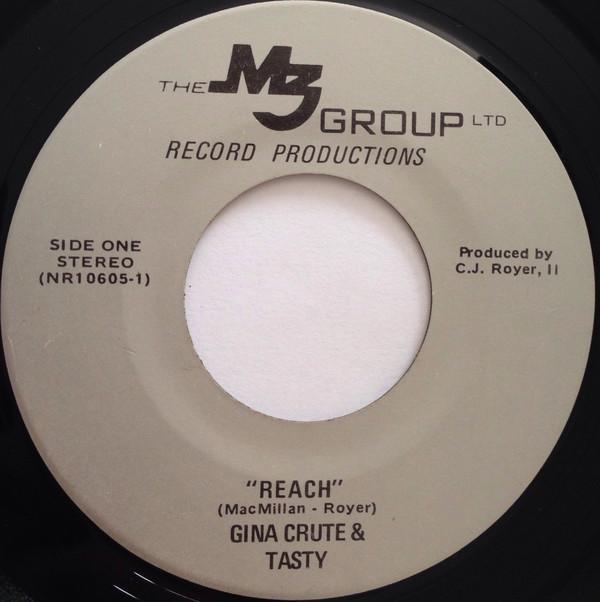 THE M3 GROUP LTD
RECORD PRODUCTIONS
SIDE ONE
STEREO
(NR10605-1)
Produced by
C.J. Royer, II
"REACH"
(MacMillan - Royer)
GINA CRUTE &
TASTY